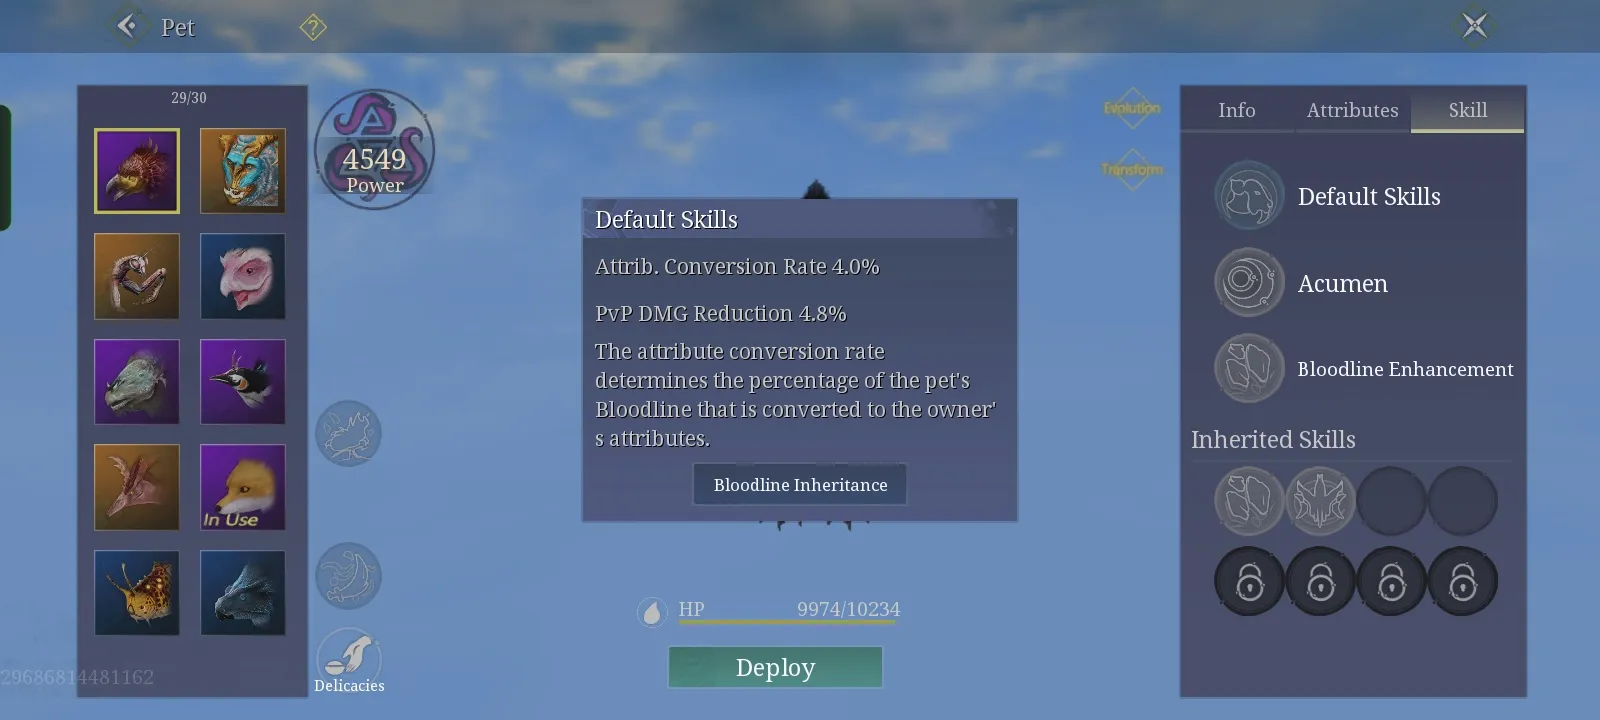 Pet
?
29/30
4549
Power
In Use
Delicacies
29686814481162
Evolution
Transform
Default Skills
Attrib. Conversion Rate 4.0%
PvP DMG Reduction 4.8%
The attribute conversion rate
determines the percentage of the pet's
Bloodline that is converted to the owner'
s attributes.
Bloodline Inheritance
HP 9974/10234
Deploy
Info Attributes Skill
Default Skills
Acumen
Bloodline Enhancement
Inherited Skills